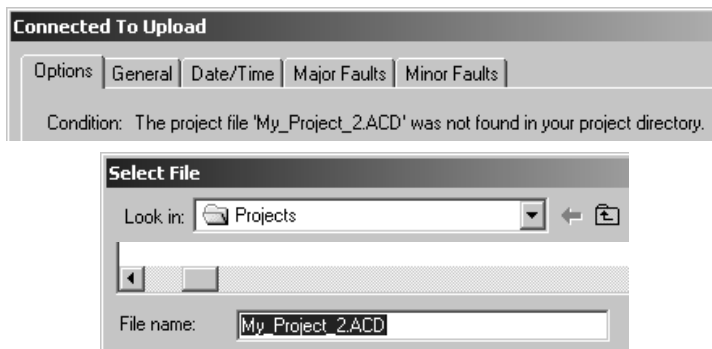 Connected To Upload
Options General Date/Time Major Faults Minor Faults
Condition: The project file 'My_Project_2.ACD' was not found in your project directory.
Select File
Look in: Projects
File name: My_Project_2.ACD